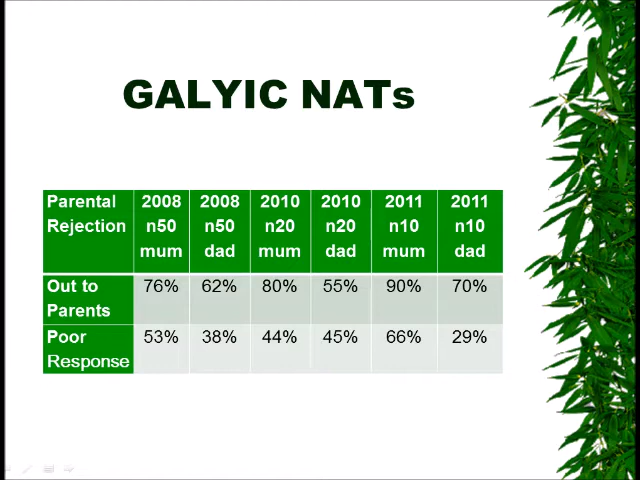 GALYIC NATs
Parental Rejection 2008 n50 mum 2008 n50 dad 2010 n20 mum 2010 n20 dad 2011 n10 mum 2011 n10 dad
Out to Parents 76% 62% 80% 55% 90% 70%
Poor Response 53% 38% 44% 45% 66% 29%